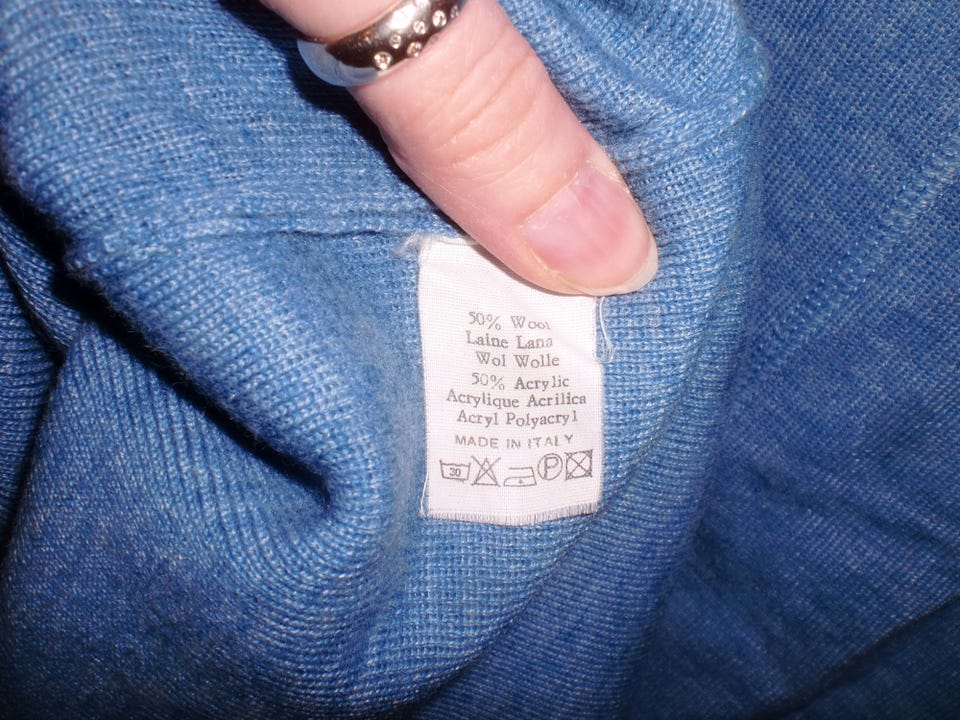 50% Wool
Laine Lana
Wol Wolle
50% Acrylic
Acrylique Acrilica
Acryl Polyacryl
MADE IN ITALY
30 P